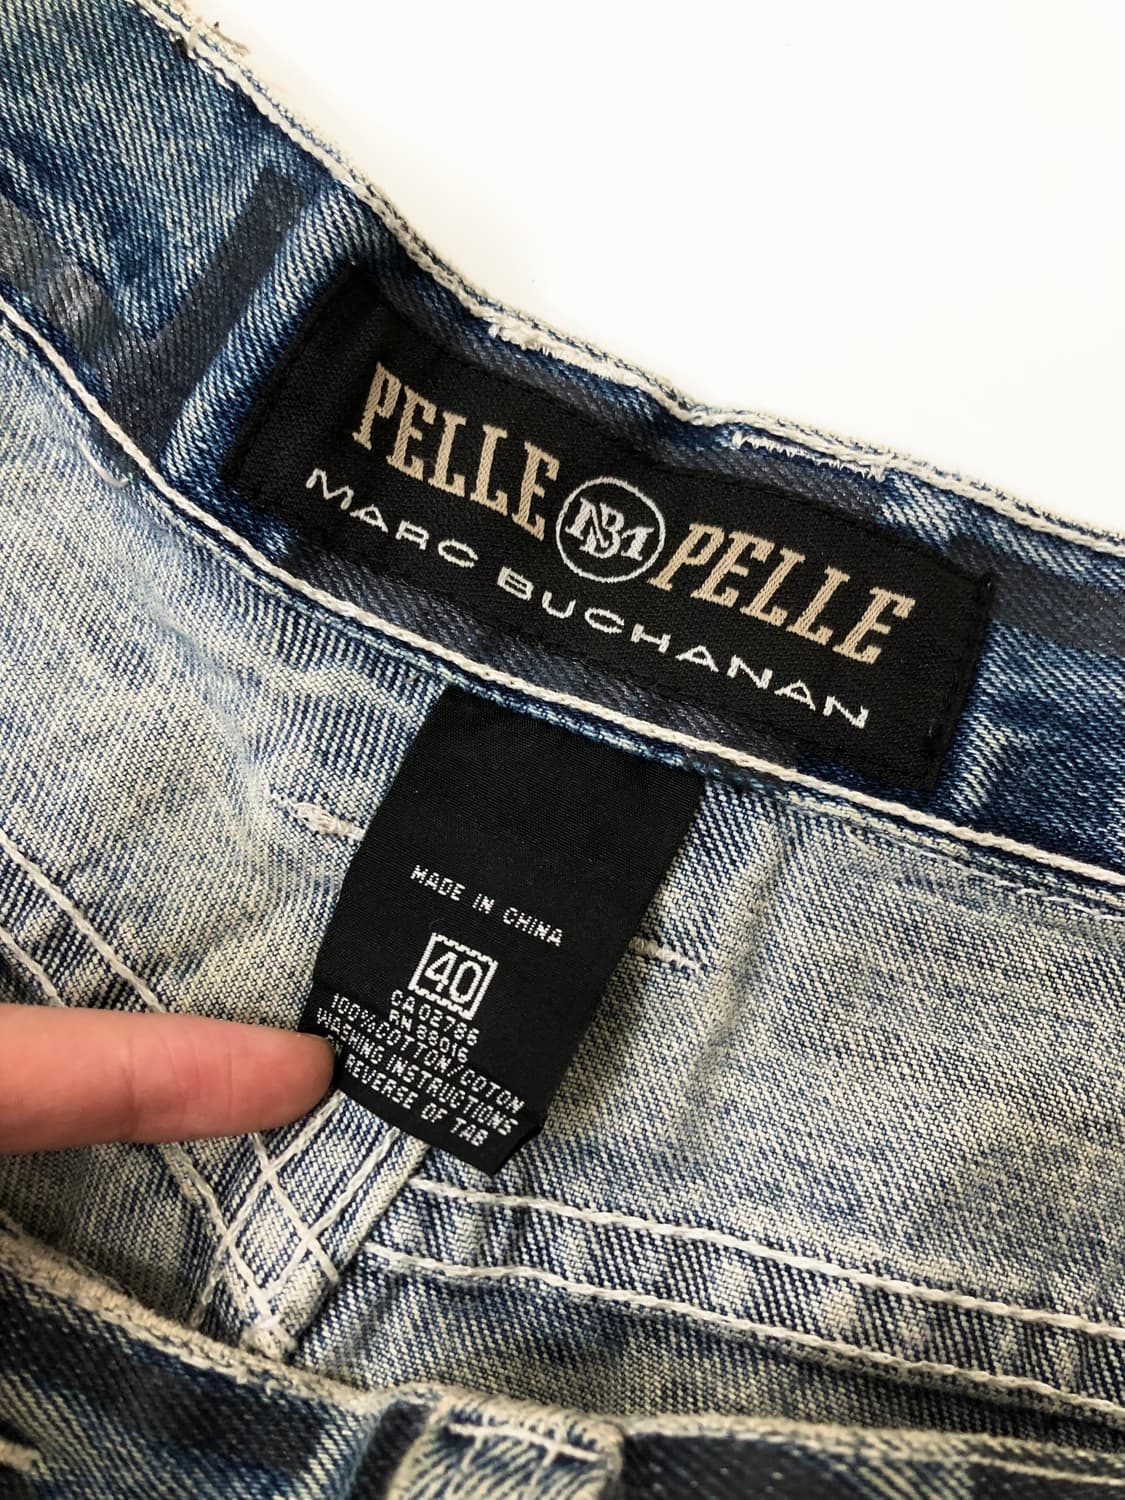 PELLE MB PELLE
MARC BUCHANAN
MADE IN CHINA
40
CA 02786
RN 58016
100%COTTON/COTON
WASHING INSTRUCTIONS
REVERSE OF TAB